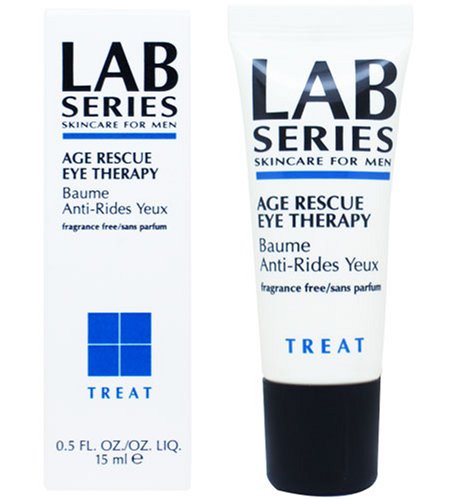 LAB
SERIES
SKINCARE FOR MEN
AGE RESCUE
EYE THERAPY
Baume
Anti-Rides Yeux
fragrance free/sans parfum
TREAT
0.5 FL. OZ./OZ. LIQ.
15 ml ℮
LAB
SERIES
SKINCARE FOR MEN
AGE RESCUE
EYE THERAPY
Baume
Anti-Rides Yeux
fragrance free/sans parfum
TREAT